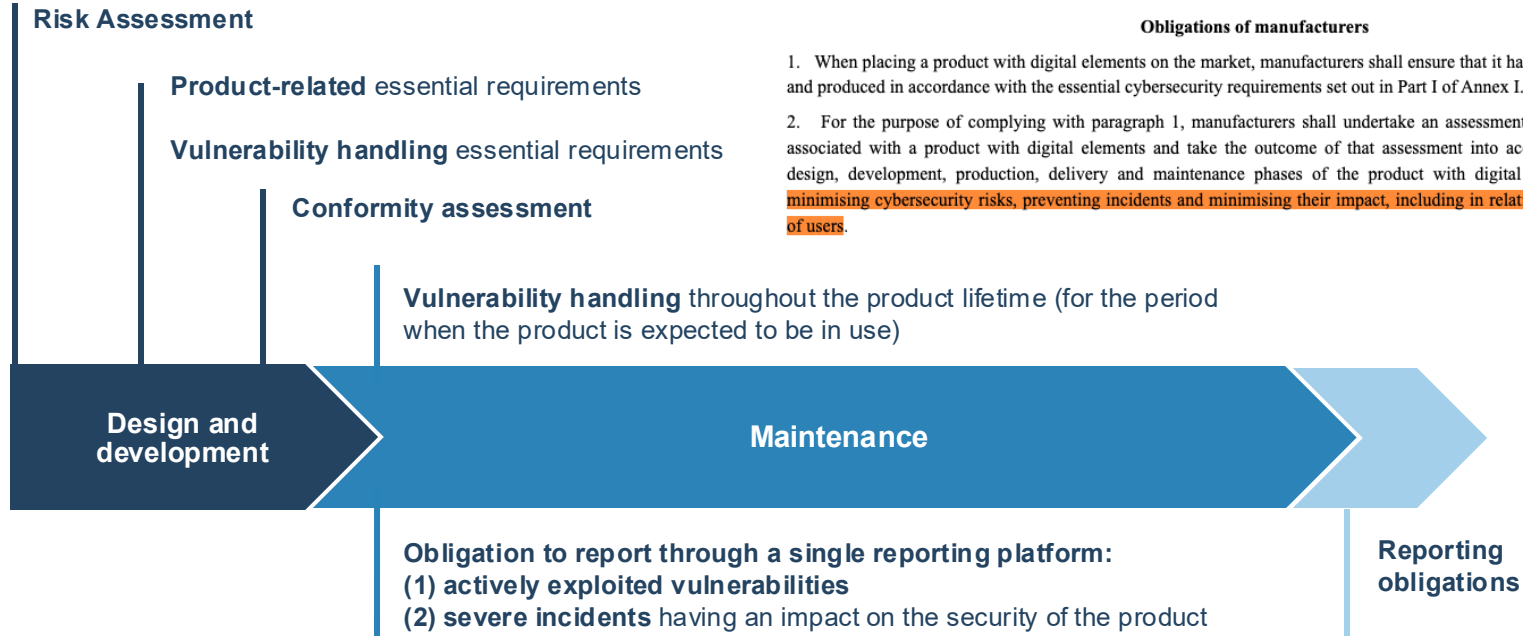 Risk Assessment
Product-related essential requirements
Vulnerability handling essential requirements
Conformity assessment
Obligations of manufacturers
1. When placing a product with digital elements on the market, manufacturers shall ensure that it ha
and produced in accordance with the essential cybersecurity requirements set out in Part I of Annex I.
2. For the purpose of complying with paragraph 1, manufacturers shall undertake an assessment
associated with a product with digital elements and take the outcome of that assessment into ac
design, development, production, delivery and maintenance phases of the product with digital
minimising cybersecurity risks, preventing incidents and minimising their impact, including in relat
of users.
Vulnerability handling throughout the product lifetime (for the period
when the product is expected to be in use)
Design and
development
Maintenance
Obligation to report through a single reporting platform:
(1) actively exploited vulnerabilities
(2) severe incidents having an impact on the security of the product
Reporting
obligations